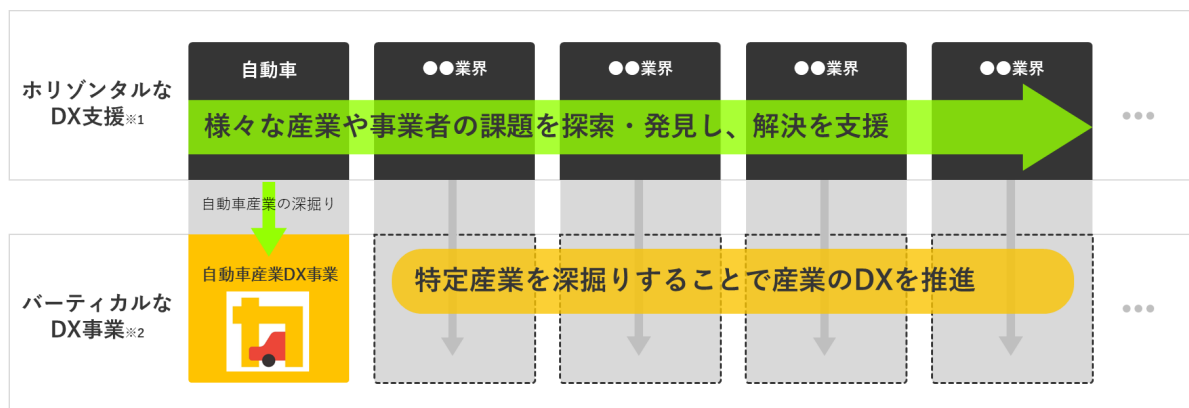 自動車
●●業界
●●業界
●●業界
●●業界
ホリゾンタルな
DX支援※1
様々な産業や事業者の課題を探索・発見し、解決を支援
•••
自動車産業の深掘り
自動車産業DX事業
特定産業を深掘りすることで産業のDXを推進
バーティカルな
DX事業※2
•••